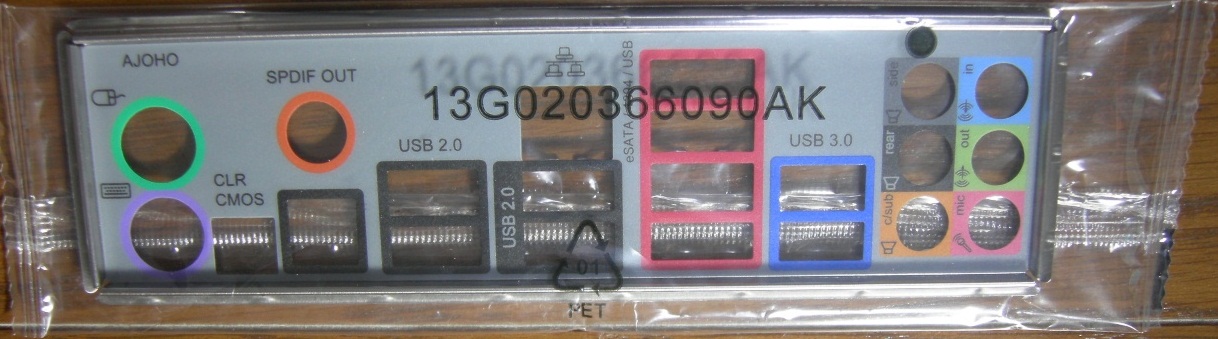 AJOHO
SPDIF OUT
13G020366090AK
CLR
CMOS
USB 2.0
USB 2.0
eSATA / 1394 / USB
USB 3.0
side
in
rear
out
c/sub
mic
01
PET